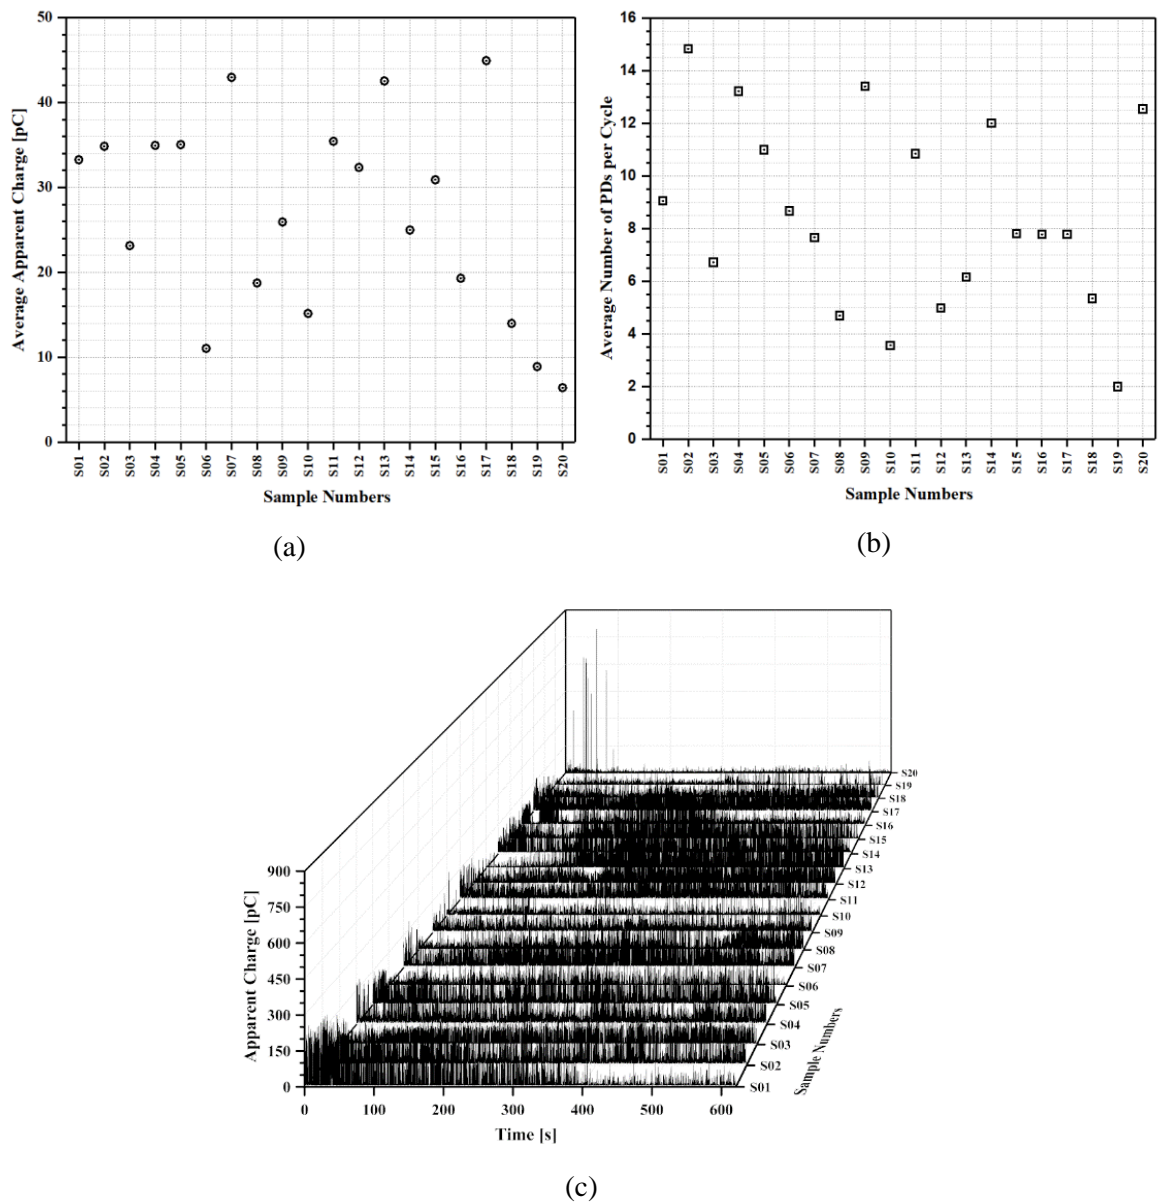 50
40
30
20
10
0
Average Apparent Charge [pC]
S01 S02 S03 S04 S05 S06 S07 S08 S09 S10 S11 S12 S13 S14 S15 S16 S17 S18 S19 S20
Sample Numbers
(a)
16
14
12
10
8
6
4
2
0
Average Number of PDs per Cycle
S01 S02 S03 S04 S05 S06 S07 S08 S09 S10 S11 S12 S13 S14 S15 S16 S17 S18 S19 S20
Sample Numbers
(b)
900
750
600
450
300
150
0
Apparent Charge [pC]
0 100 200 300 400 500 600
Time [s]
S20
S19
S18
S17
S16
S15
S14
S13
S12
S11
S10
S09
S08
S07
S06
S05
S04
S03
S02
S01
Sample Numbers
(c)